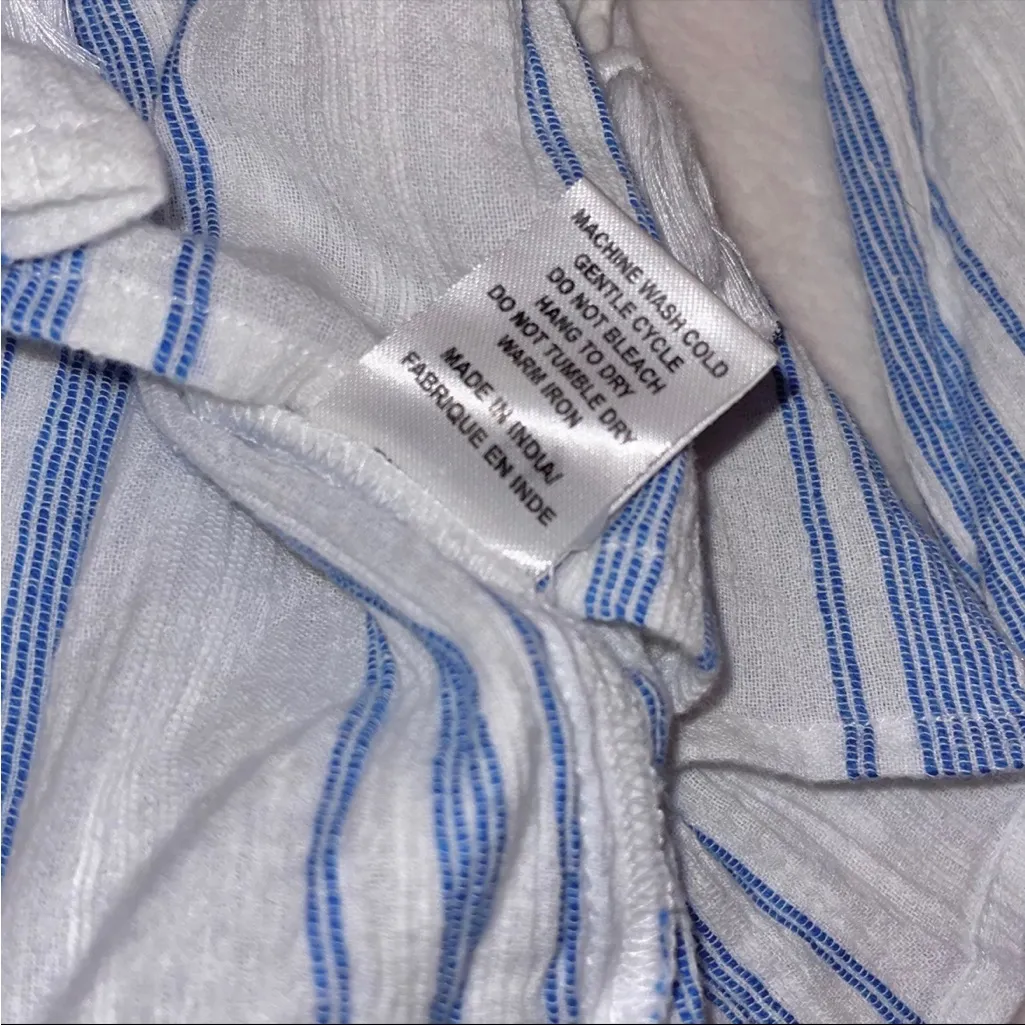 MACHINE WASH COLD
GENTLE CYCLE
DO NOT BLEACH
HANG TO DRY
DO NOT TUMBLE DRY
WARM IRON
MADE IN INDIA/
FABRIQUE EN INDE